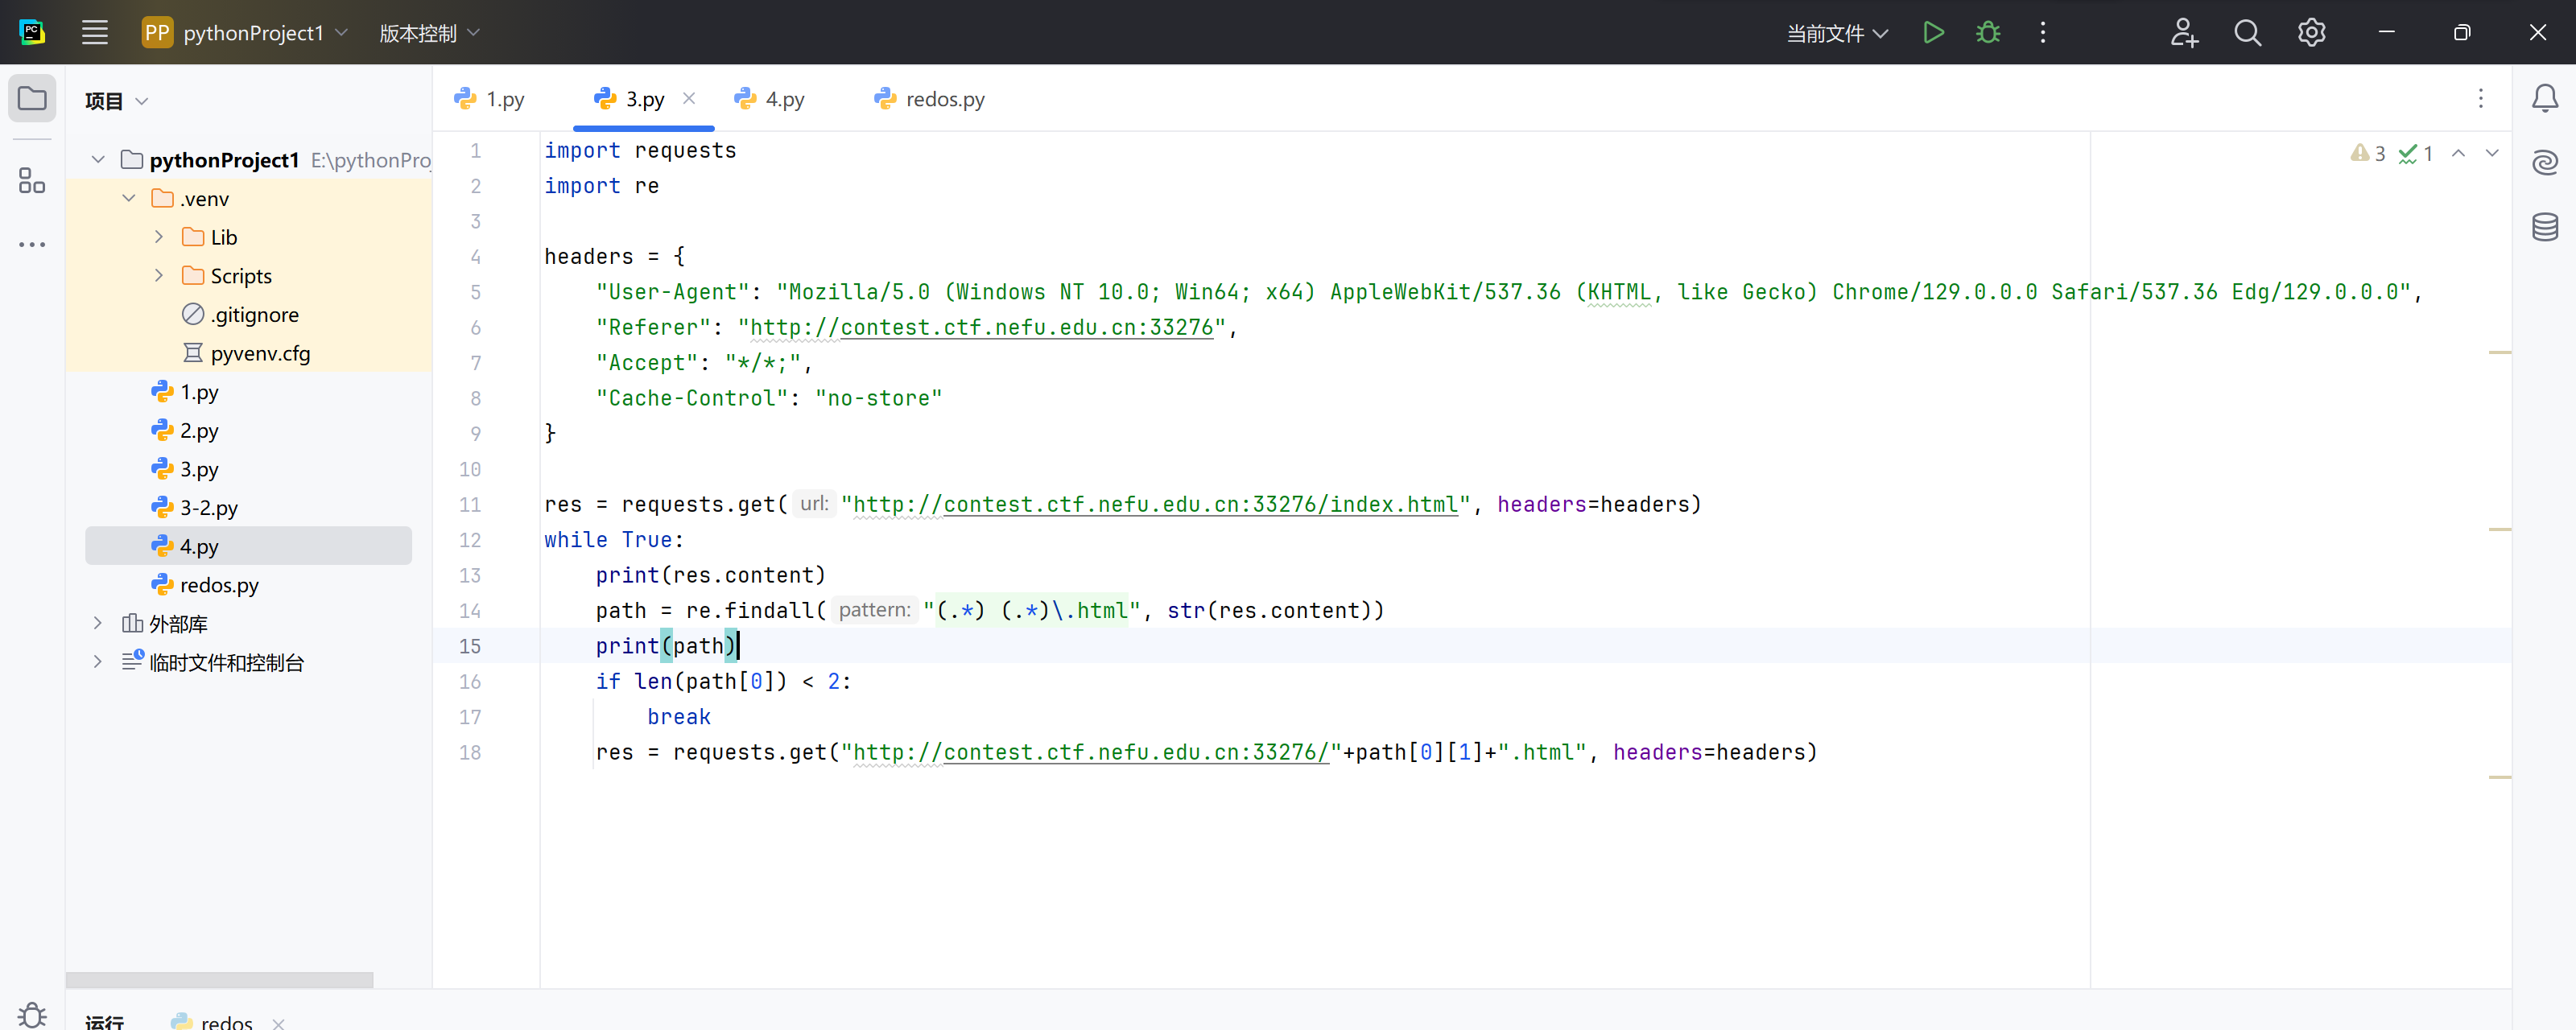 PC
PP pythonProject1 版本控制 当前文件
项目
pythonProject1 E:\pythonPro
.venv
Lib
Scripts
.gitignore
pyvenv.cfg
1.py
2.py
3.py
3-2.py
4.py
redos.py
外部库
临时文件和控制台
1.py 3.py 4.py redos.py
3 1
1 import requests
2 import re
3
4 headers = {
5 "User-Agent": "Mozilla/5.0 (Windows NT 10.0; Win64; x64) AppleWebKit/537.36 (KHTML, like Gecko) Chrome/129.0.0.0 Safari/537.36 Edg/129.0.0.0",
6 "Referer": "http://contest.ctf.nefu.edu.cn:33276",
7 "Accept": "*/*;",
8 "Cache-Control": "no-store"
9 }
10
11 res = requests.get( url: "http://contest.ctf.nefu.edu.cn:33276/index.html", headers=headers)
12 while True:
13 print(res.content)
14 path = re.findall( pattern: "(.*) (.*)\.html", str(res.content))
15 print(path)
16 if len(path[0]) < 2:
17 break
18 res = requests.get("http://contest.ctf.nefu.edu.cn:33276/"+path[0][1]+".html", headers=headers)
运行 redos